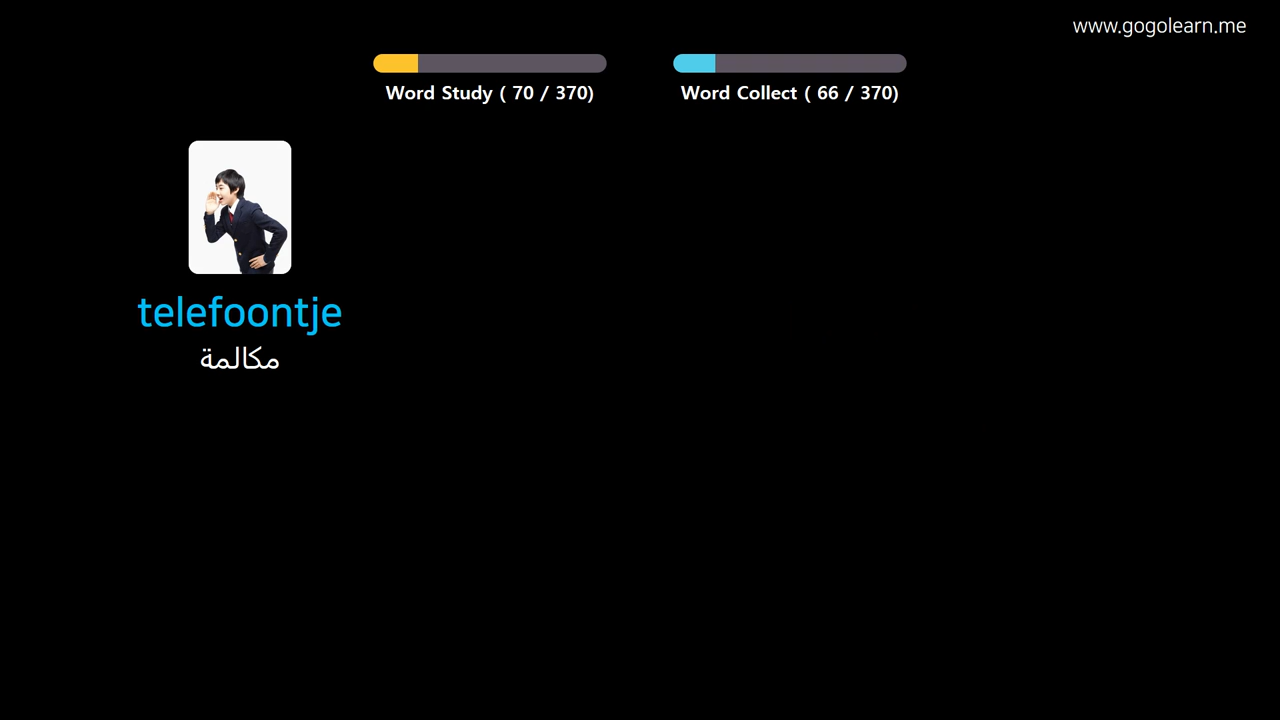 www.gogolearn.me
Word Study ( 70 / 370)
Word Collect ( 66 / 370)
telefoontje
مكالمة